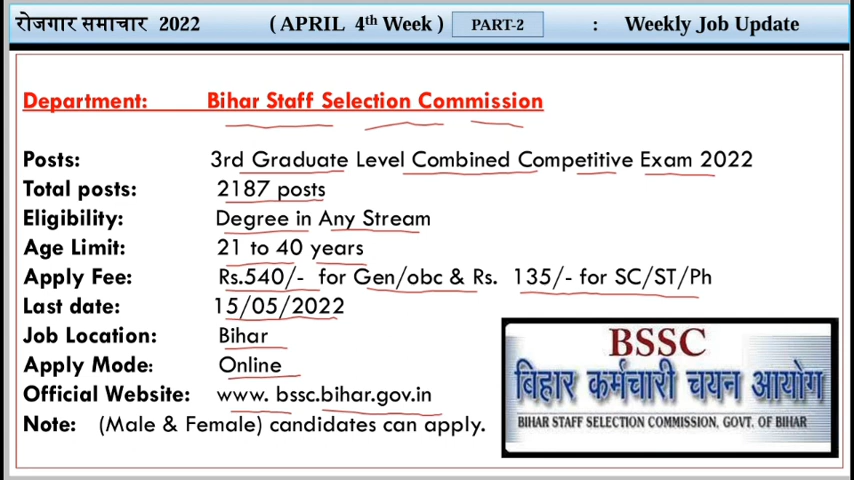 रोजगार समाचार 2022 ( APRIL 4th Week ) PART-2 : Weekly Job Update
Department: Bihar Staff Selection Commission
Posts: 3rd Graduate Level Combined Competitive Exam 2022
Total posts: 2187 posts
Eligibility: Degree in Any Stream
Age Limit: 21 to 40 years
Apply Fee: Rs.540/- for Gen/obc & Rs. 135/- for SC/ST/Ph
Last date: 15/05/2022
Job Location: Bihar
Apply Mode: Online
Official Website: www. bssc.bihar.gov.in
Note: (Male & Female) candidates can apply.
BSSC
बिहार कर्मचारी चयन आयोग
BIHAR STAFF SELECTION COMMISSION, GOVT. OF BIHAR